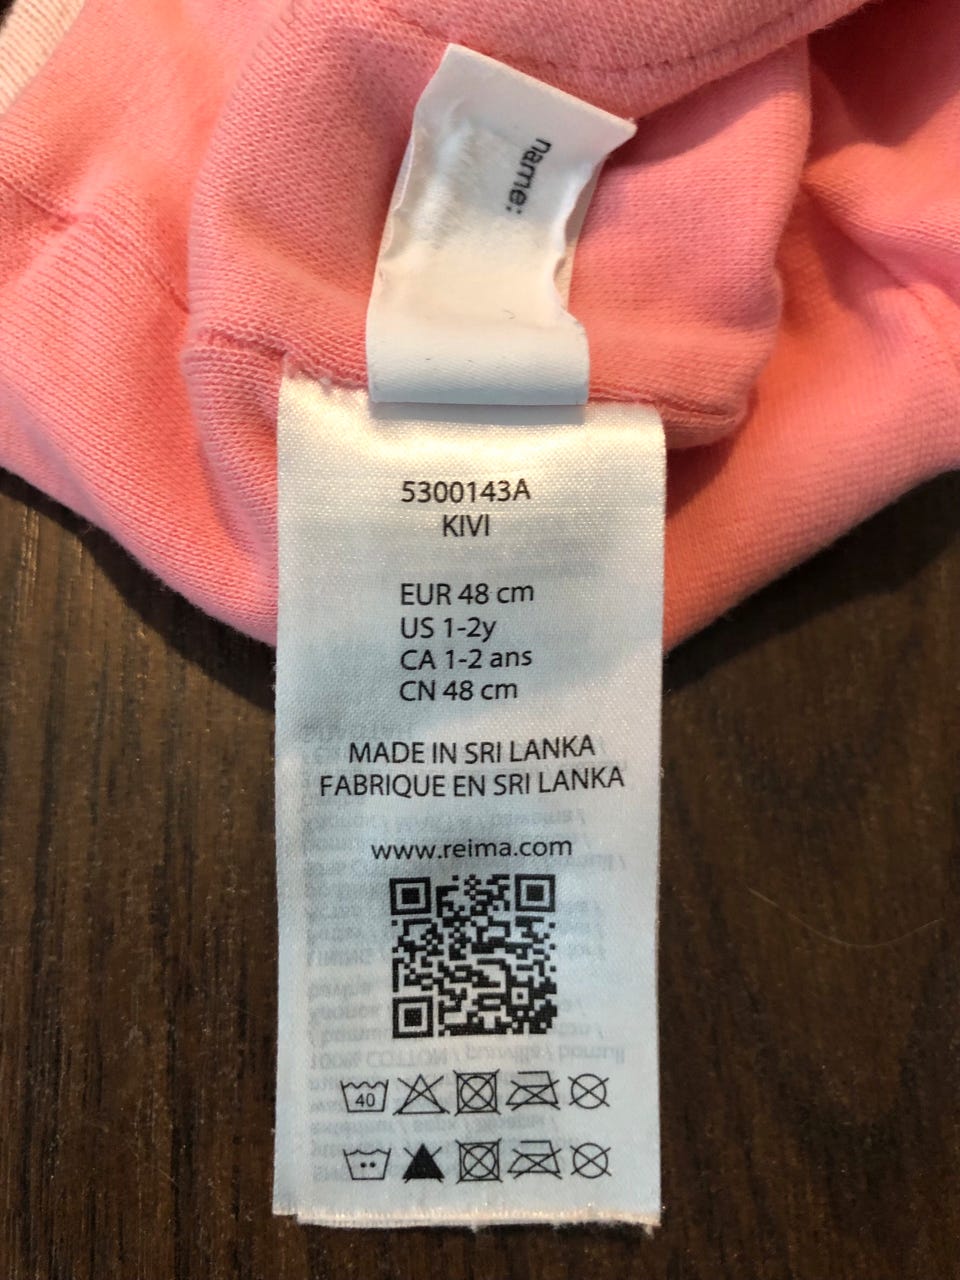 name:
5300143A
KIVI
EUR 48 cm
US 1-2y
CA 1-2 ans
CN 48 cm
MADE IN SRI LANKA
FABRIQUE EN SRI LANKA
www.reima.com
40